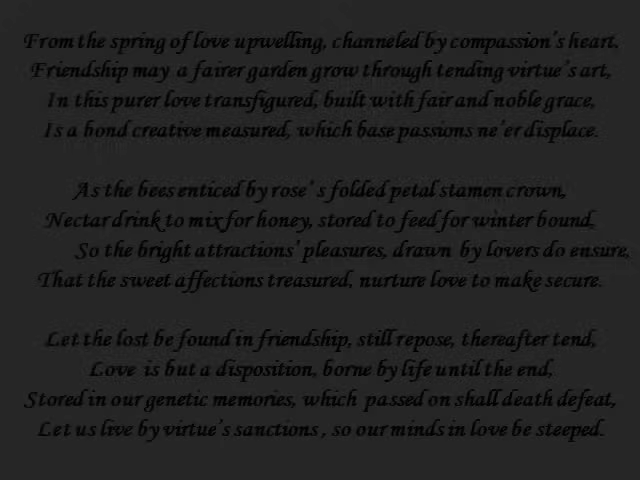 From the spring of love upwelling, channeled by compassion's heart.
Friendship may a fairer garden grow through tending virtue's art,
In this purer love transfigured, built with fair and noble grace,
Is a bond creative measured, which base passions ne'er displace.
As the bees enticed by rose' s folded petal stamen crown,
Nectar drink to mix for honey, stored to feed for winter bound,
So the bright attractions' pleasures, drawn by lovers do ensure,
That the sweet affections treasured, nurture love to make secure.
Let the lost be found in friendship, still repose, thereafter tend,
Love is but a disposition, borne by life until the end,
Stored in our genetic memories, which passed on shall death defeat,
Let us live by virtue's sanctions , so our minds in love be steeped.